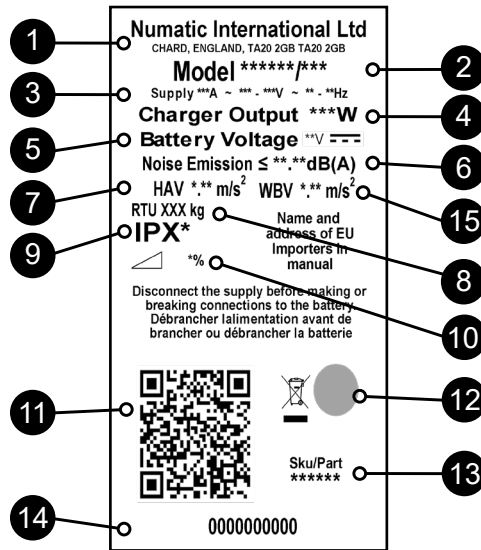 Numatic International Ltd
CHARD, ENGLAND, TA20 2GB TA20 2GB
1
Model ******/***
2
3
Supply ***A ~ *** - ***V ~ ** - **Hz
Charger Output ***W
4
5
Battery Voltage **V
Noise Emission ≤ **.**dB(A)
6
7
HAV *.** m/s²
WBV *.** m/s²
15
RTU XXX kg
8
9
IPX*
Name and
address of EU
Importers in
manual
*%
10
Disconnect the supply before making or
breaking connections to the battery.
Débrancher lalimentation avant de
brancher ou débrancher la batterie
11
12
Sku/Part
******
13
14
0000000000